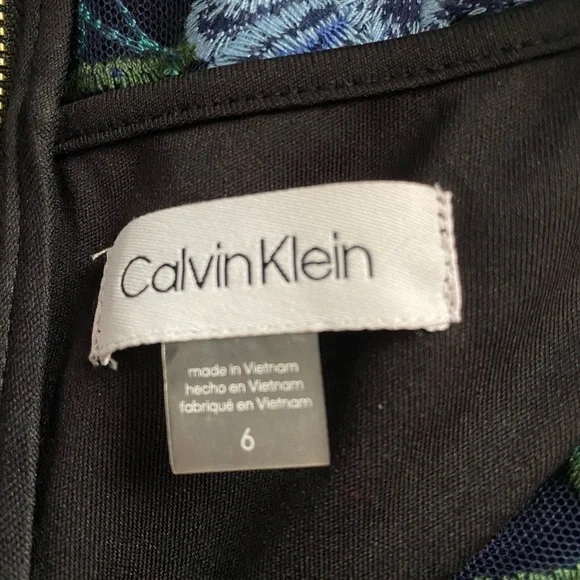 Calvin Klein
made in Vietnam
hecho en Vietnam
fabriqué en Vietnam
6